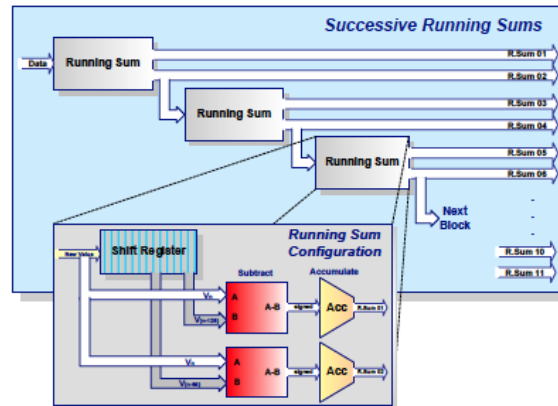 Successive Running Sums
Data
Running Sum
R.Sum 01
R.Sum 02
Running Sum
R.Sum 03
R.Sum 04
Running Sum
R.Sum 05
R.Sum 06
Next
Block
.
.
.
R.Sum 10
R.Sum 11
Running Sum
Configuration
New Value
Shift Register
Subtract
Accumulate
Vn
A
B
A-B
signed
Acc
R.Sum 01
Vn
A
B
A-B
signed
Acc
R.Sum 02